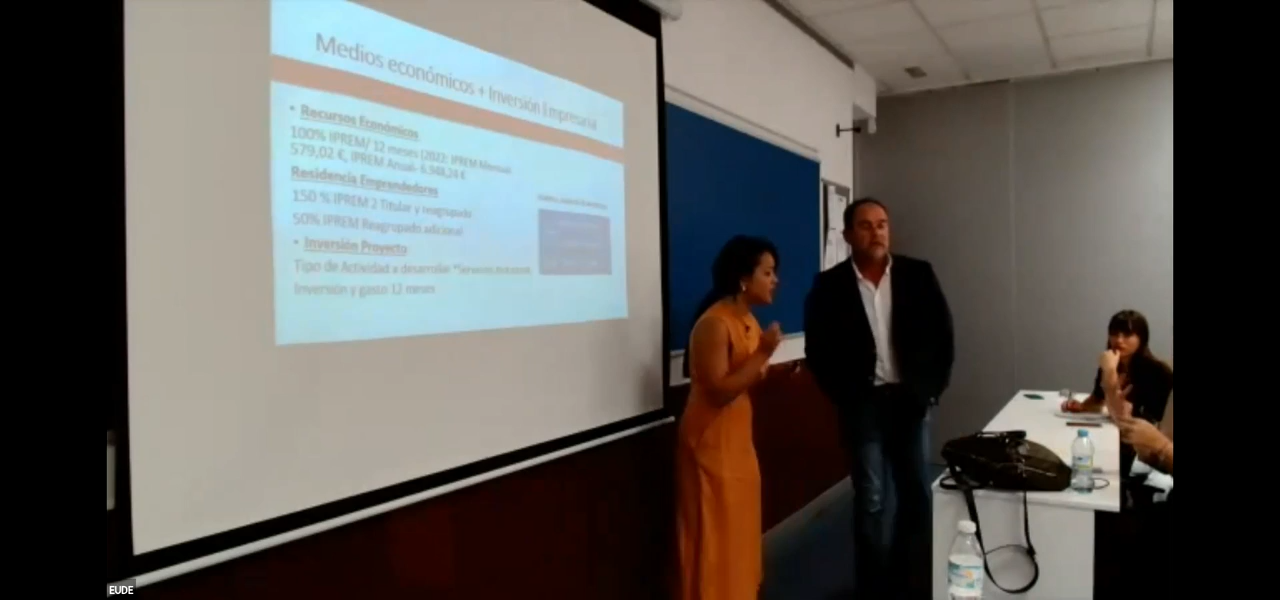 Medios económicos + Inversión Empresarial
• Recursos Económicos
100% IPREM/ 12 meses (2022: IPREM Mensual
579,02 €, IPREM Anual- 6.948,24 €
Residencia Emprendedores
150 % IPREM 2 Titular y reagrupado
50% IPREM Reagrupado adicional
• Inversión Proyecto
Tipo de Actividad a desarrollar *Servicios
Inversión y gasto 12 meses
EUDE